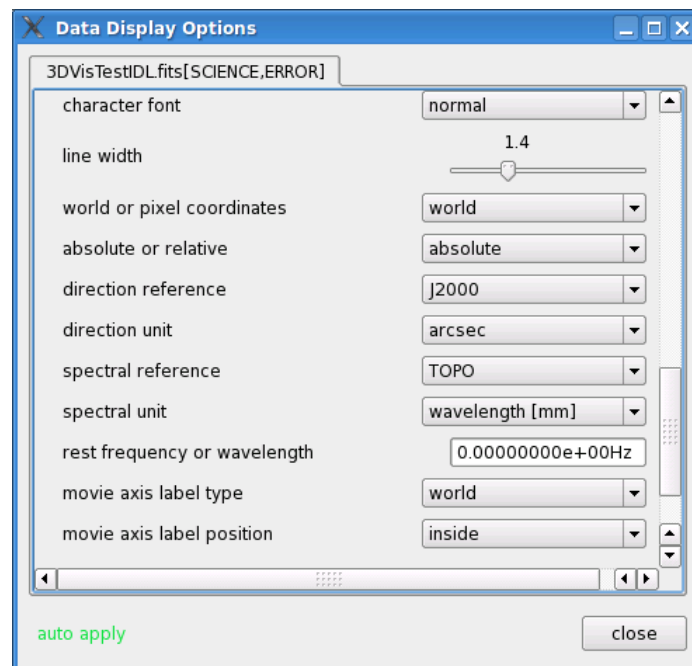 Data Display Options
3DVisTestIDL.fits[SCIENCE,ERROR]
character font normal
1.4
line width
world or pixel coordinates world
absolute or relative absolute
direction reference J2000
direction unit arcsec
spectral reference TOPO
spectral unit wavelength [mm]
rest frequency or wavelength 0.00000000e+00Hz
movie axis label type world
movie axis label position inside
auto apply close